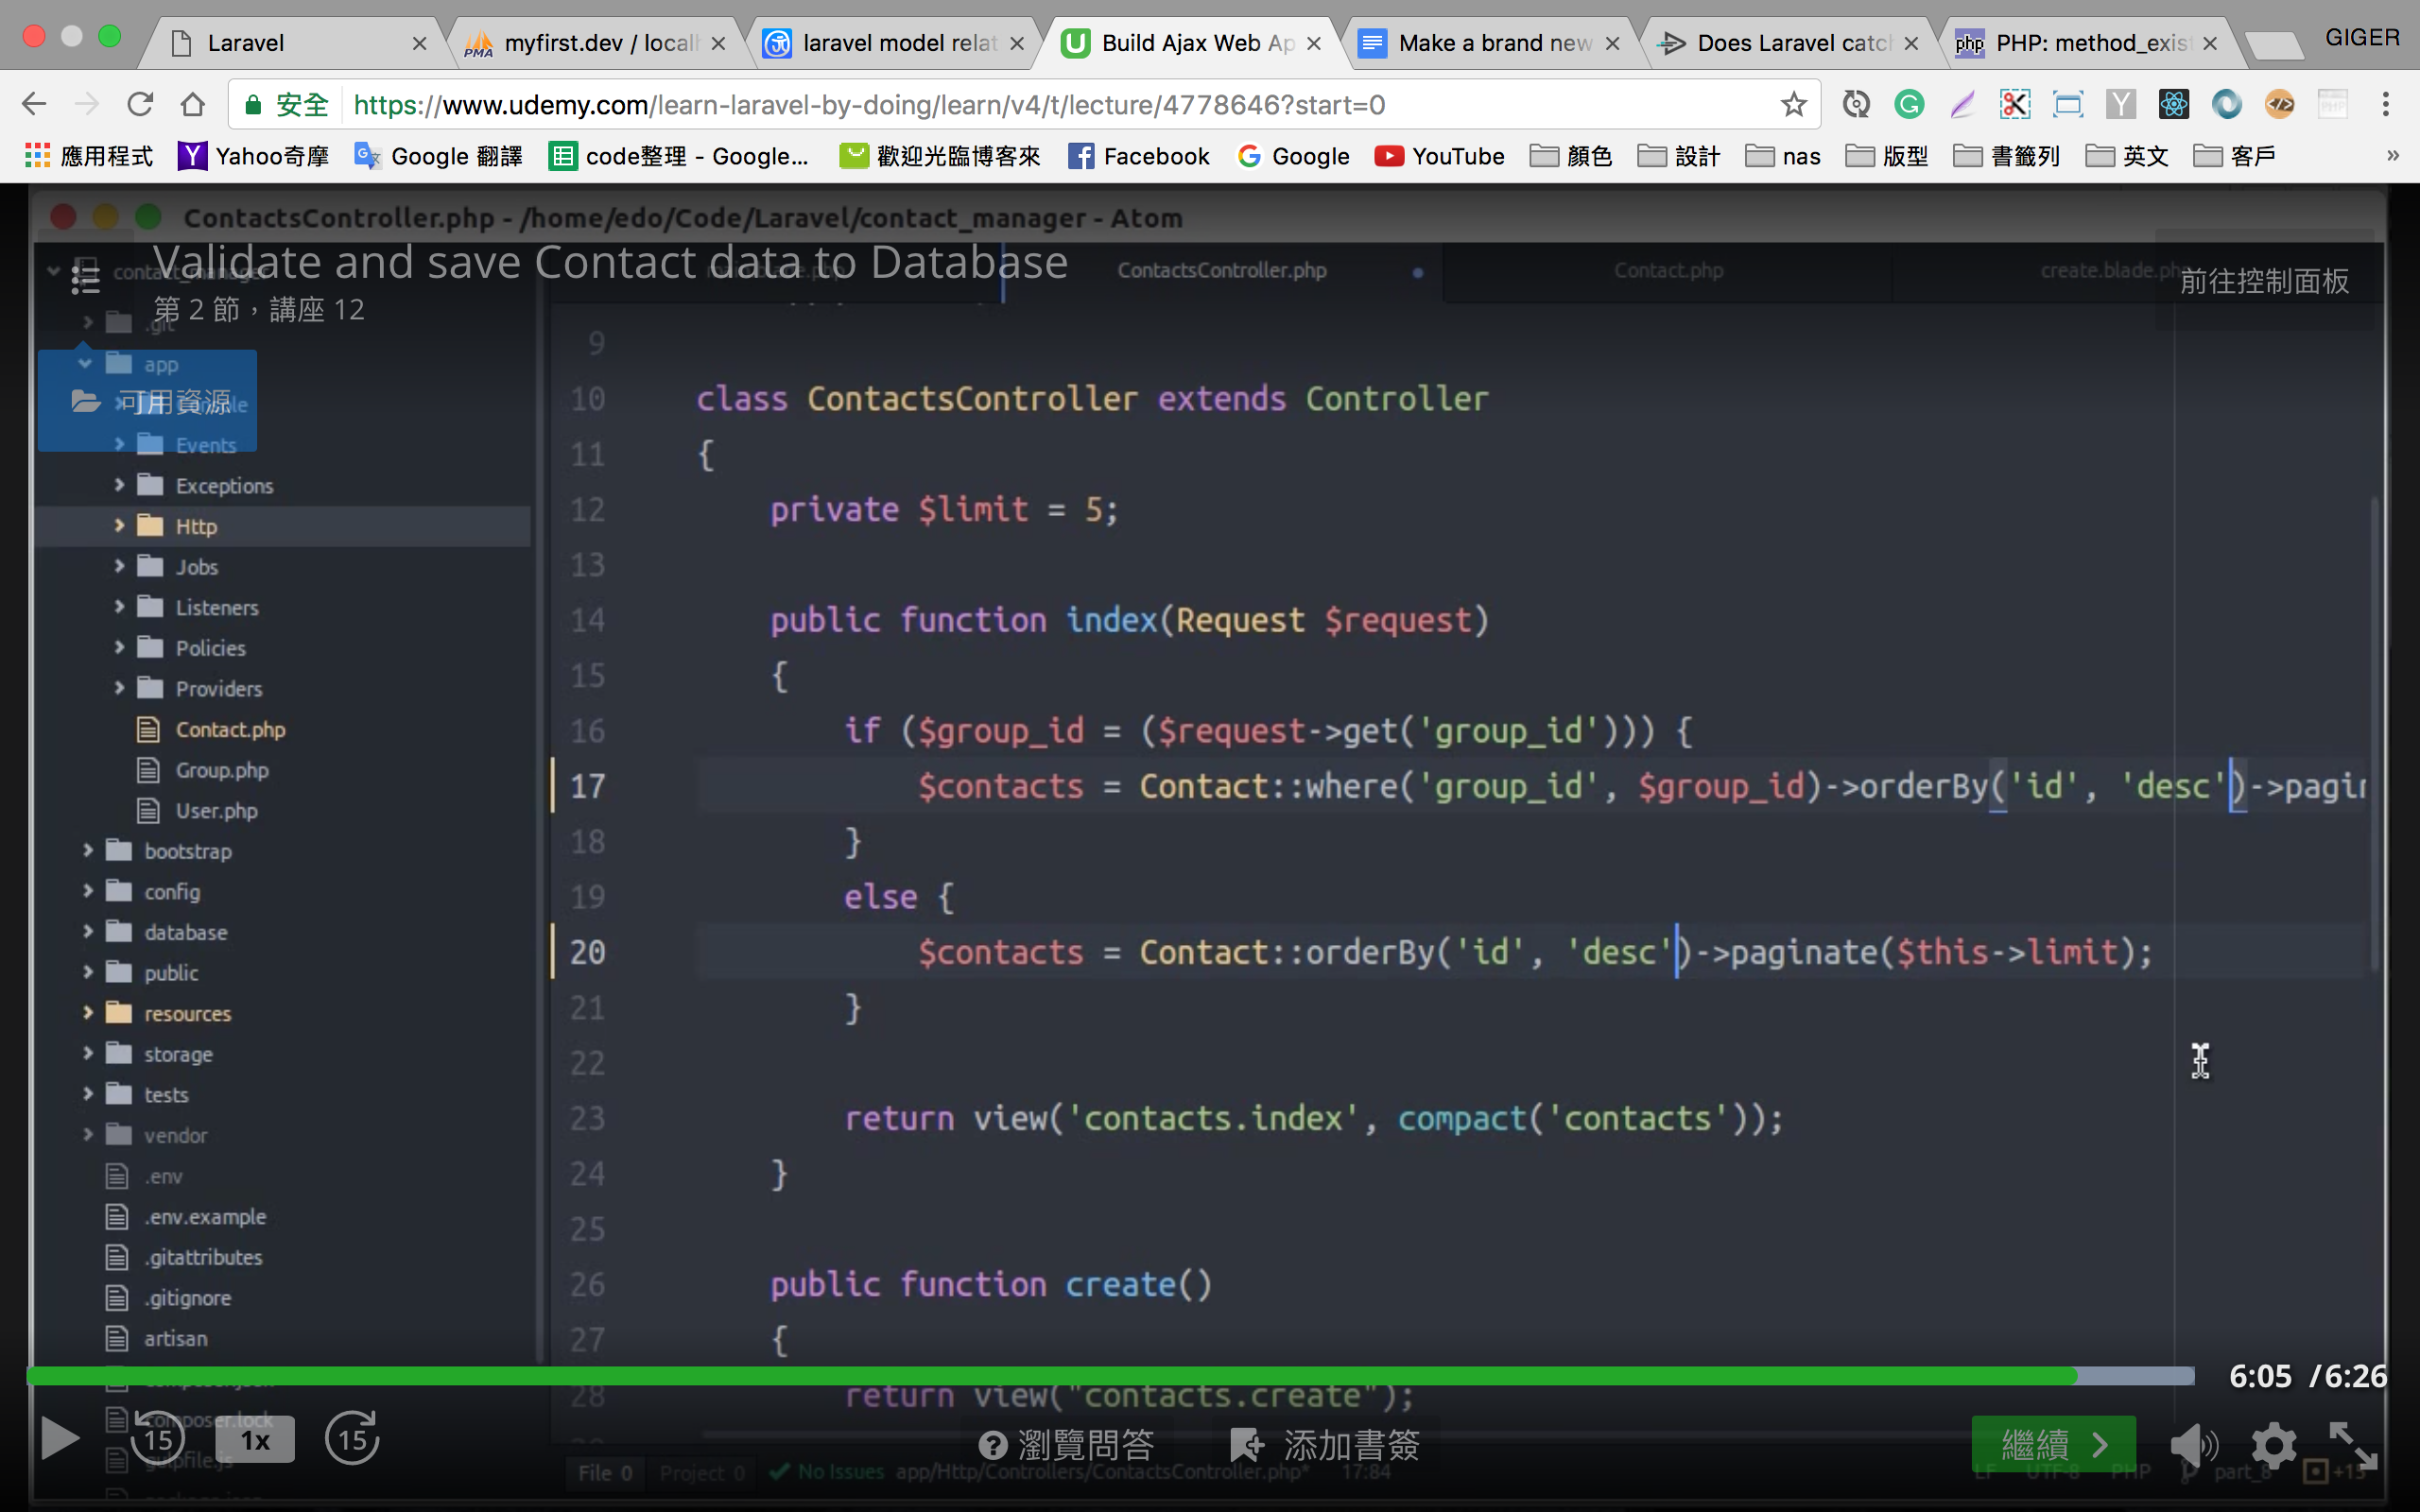 Laravel
myfirst.dev / local
laravel model relat
Build Ajax Web Ap
Make a brand new
Does Laravel catch
PHP: method_exis
GIGER
安全
https://www.udemy.com/learn-laravel-by-doing/learn/v4/t/lecture/4778646?start=0
應用程式
Yahoo奇摩
Google 翻譯
code整理 - Google...
歡迎光臨博客來
Facebook
Google
YouTube
顏色
設計
nas
版型
書籤列
英文
客戶
»
ContactsController.php - /home/edo/Code/Laravel/contact_manager - Atom
Validate and save Contact data to Database
第 2 節，講座 12
contact_manager
ContactsController.php
Contact.php
create.blade.php
前往控制面板
.git
app
可用資源
Events
Exceptions
Http
Jobs
Listeners
Policies
Providers
Contact.php
Group.php
User.php
bootstrap
config
database
public
resources
storage
tests
vendor
.env
.env.example
.gitattributes
.gitignore
artisan
composer.json
composer.lock
gulpfile.js
9
10 class ContactsController extends Controller
11 {
12 private $limit = 5;
13
14 public function index(Request $request)
15 {
16 if ($group_id = ($request->get('group_id'))) {
17 $contacts = Contact::where('group_id', $group_id)->orderBy('id', 'desc')->pagin
18 }
19 else {
20 $contacts = Contact::orderBy('id', 'desc')->paginate($this->limit);
21 }
22
23 return view('contacts.index', compact('contacts'));
24 }
25
26 public function create()
27 {
28 return view("contacts.create");
6:05 / 6:26
15
1x
15
瀏覽問答
添加書簽
繼續
File 0
Project 0
No Issues
app/Http/Controllers/ContactsController.php*
17:84
LF
UTF-8
PHP
part_8
+15